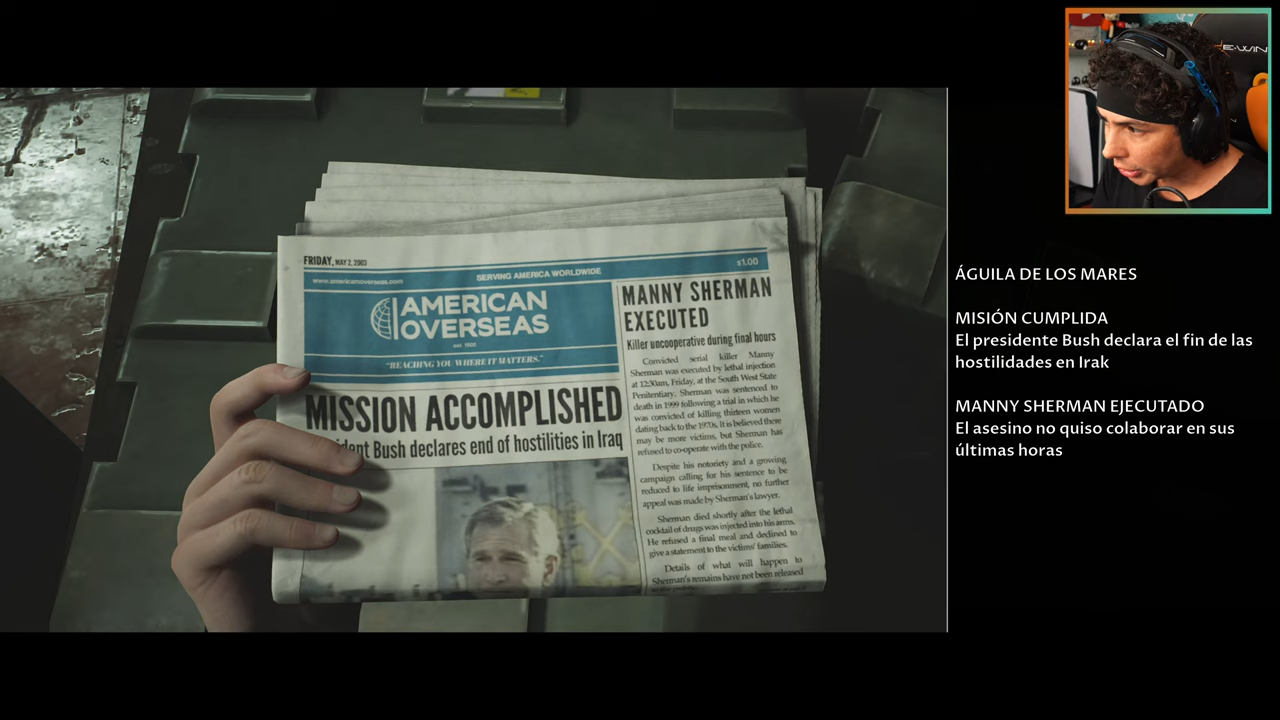 FRIDAY, MAY 2, 2003
www.americanoverseas.com
SERVING AMERICA WORLDWIDE
$1.00
AMERICAN
OVERSEAS
est 1920
"REACHING YOU WHERE IT MATTERS."
MISSION ACCOMPLISHED
ident Bush declares end of hostilities in Iraq
MANNY SHERMAN
EXECUTED
Killer uncooperative during final hours
Convicted serial killer Manny
Sherman was executed by lethal injection
at 12:30am, Friday, at the South West State
Penitentiary. Sherman was sentenced to
death in 1999 following a trial in which he
was convicted of killing thirteen women
dating back to the 1970s. It is believed there
may be more victims, but Sherman has
refused to co-operate with the police.
Despite his notoriety and a growing
campaign calling for his sentence to be
reduced to life imprisonment, no further
appeal was made by Sherman's lawyer.
Sherman died shortly after the lethal
cocktail of drugs was injected into his arms.
He refused a final meal and declined to
give a statement to the victims' families.
Details of what will happen to
Sherman's remains have not been released
E-WIN
ÁGUILA DE LOS MARES
MISIÓN CUMPLIDA
El presidente Bush declara el fin de las
hostilidades en Irak
MANNY SHERMAN EJECUTADO
El asesino no quiso colaborar en sus
últimas horas